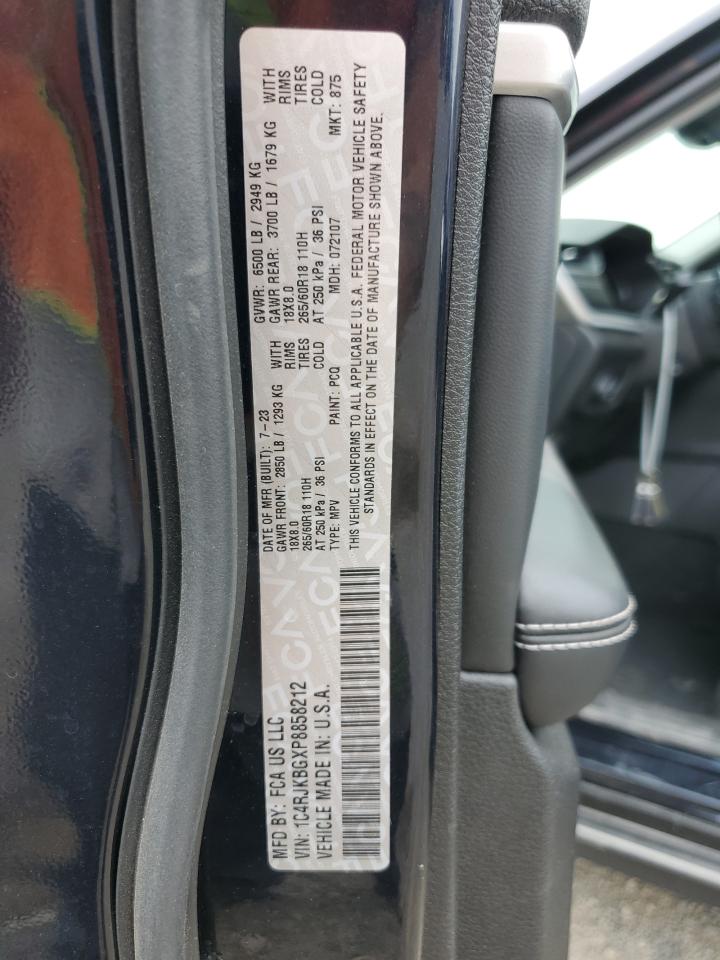 MFD BY: FCA US LLC
VIN: 1C4RJKBGXP8858212
VEHICLE MADE IN: U.S.A.
DATE OF MFR (BUILT): 7-23 GVWR: 6500 LB / 2949 KG
GAWR FRONT: 2850 LB / 1293 KG WITH GAWR REAR: 3700 LB / 1679 KG WITH
18X8.0 RIMS 18X8.0 RIMS
265/60R18 110H TIRES 265/60R18 110H TIRES
AT 250 kPa / 36 PSI COLD AT 250 kPa / 36 PSI COLD
TYPE: MPV PAINT: PCQ MDH: 072107 MKT: 875
THIS VEHICLE CONFORMS TO ALL APPLICABLE U.S.A. FEDERAL MOTOR VEHICLE SAFETY
STANDARDS IN EFFECT ON THE DATE OF MANUFACTURE SHOWN ABOVE.